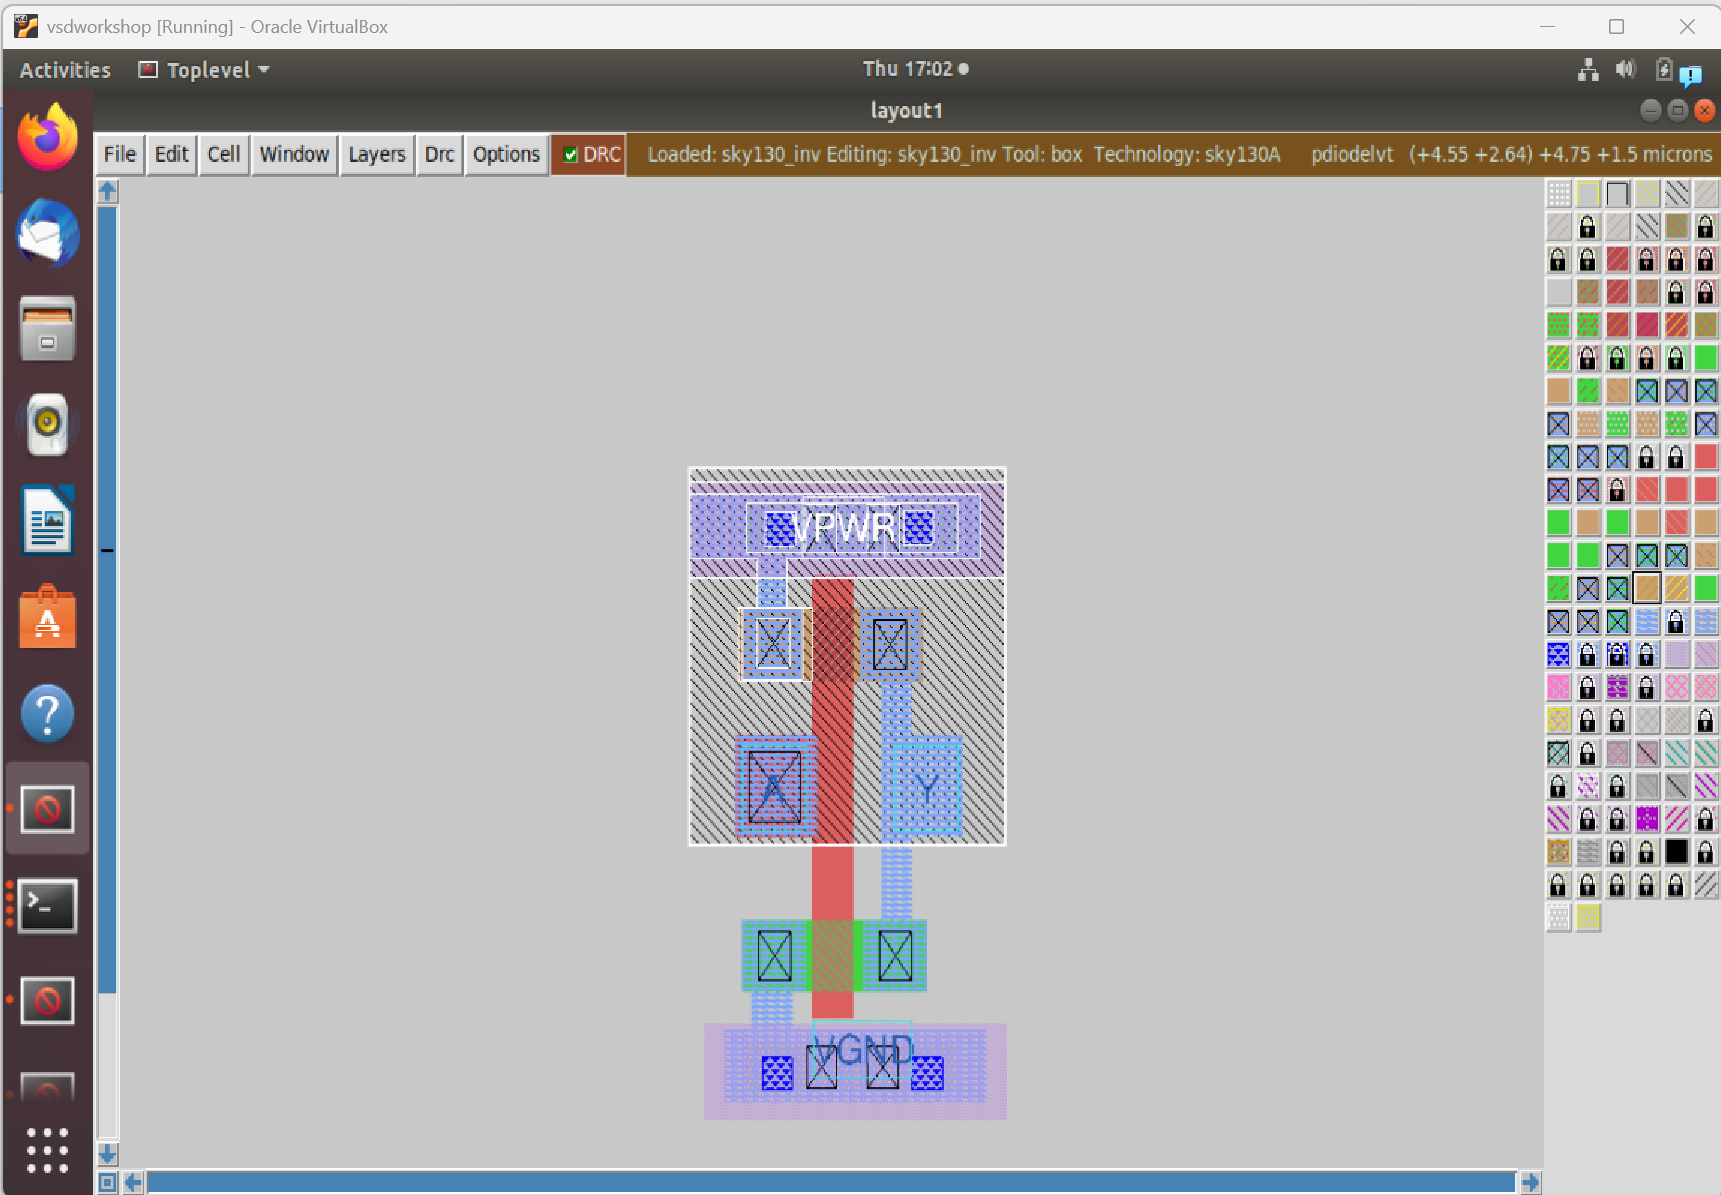 vsdworkshop [Running] - Oracle VirtualBox
Activities Toplevel Thu 17:02
layout1
File Edit Cell Window Layers Drc Options DRC Loaded: sky130_inv Editing: sky130_inv Tool: box Technology: sky130A pdiodelvt (+4.55 +2.64) +4.75 +1.5 microns
VPWR
A Y
VGND